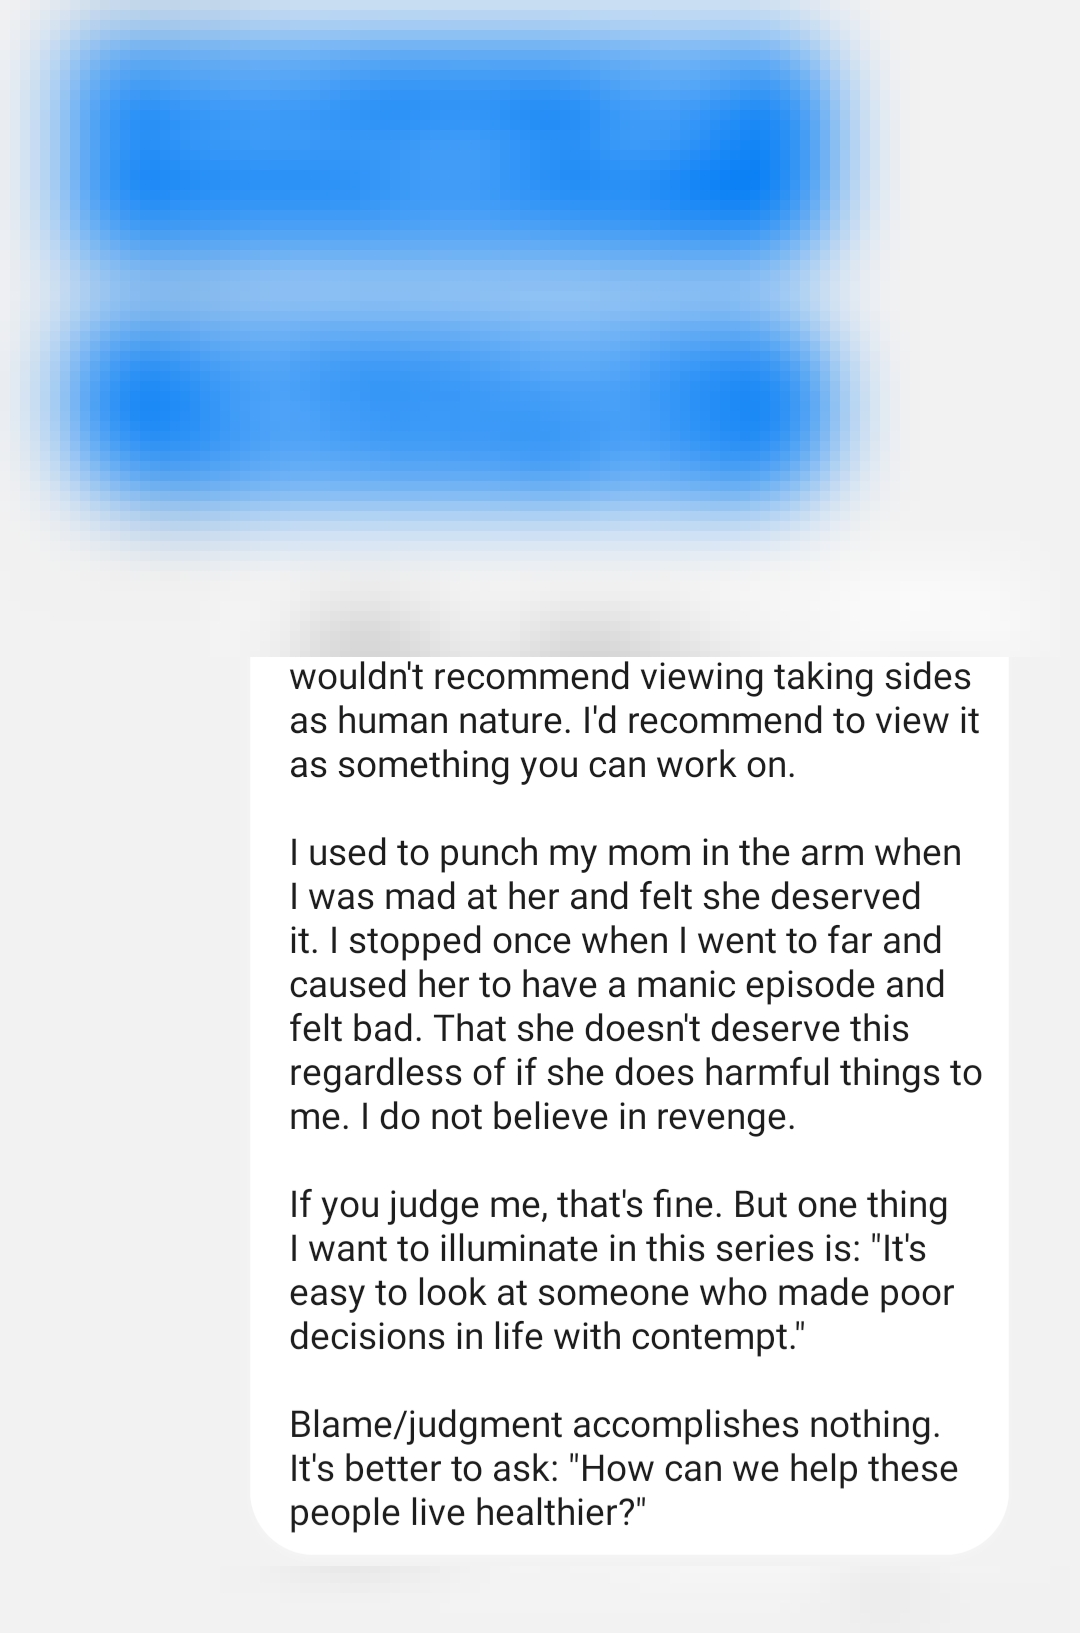 wouldn't recommend viewing taking sides
as human nature. I'd recommend to view it
as something you can work on.
I used to punch my mom in the arm when
I was mad at her and felt she deserved
it. I stopped once when I went to far and
caused her to have a manic episode and
felt bad. That she doesn't deserve this
regardless of if she does harmful things to
me. I do not believe in revenge.
If you judge me, that's fine. But one thing
I want to illuminate in this series is: "It's
easy to look at someone who made poor
decisions in life with contempt."
Blame/judgment accomplishes nothing.
It's better to ask: "How can we help these
people live healthier?"